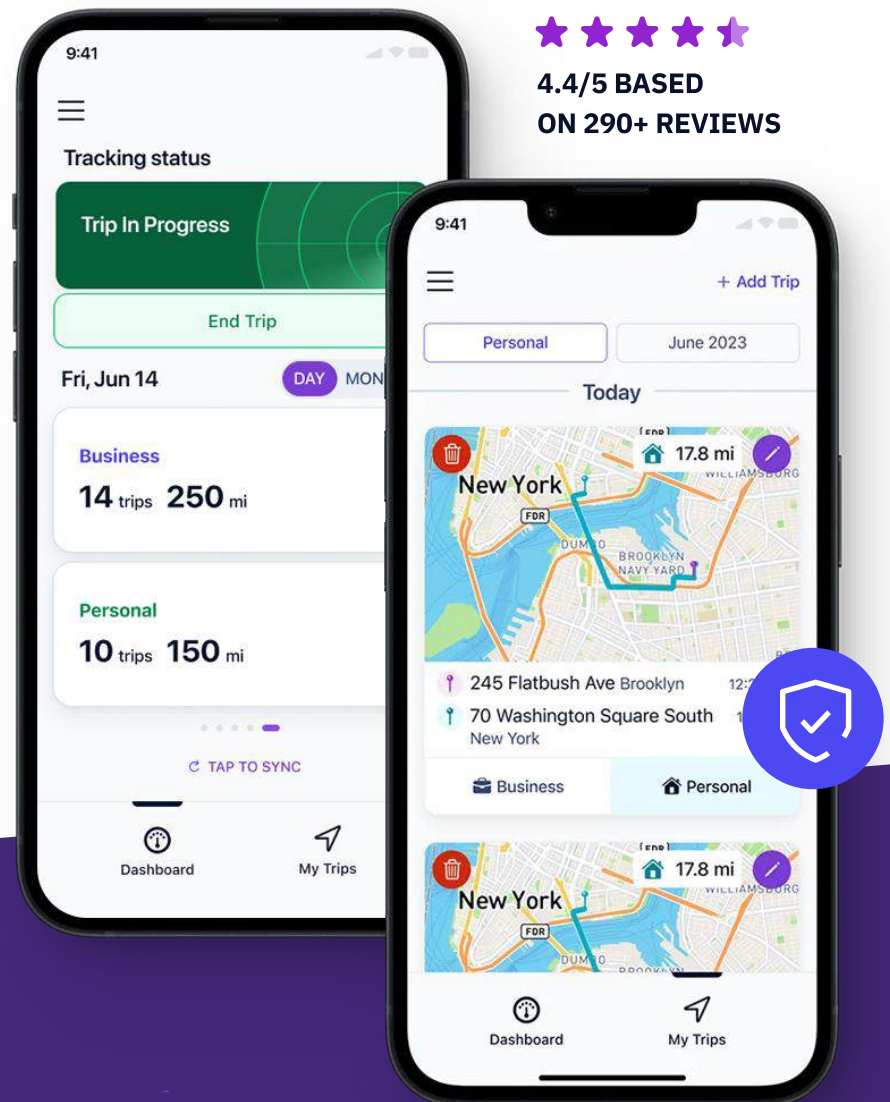 4.4/5 BASED
ON 290+ REVIEWS
9:41
Tracking status
Trip In Progress
End Trip
Fri, Jun 14
DAY
Business
14 trips 250 mi
Personal
10 trips 150 mi
TAP TO SYNC
Dashboard
My Trips
9:41
+ Add Trip
Personal
June 2023
Today
17.8 mi
WILLIAMSBURG
New York
FDR
DUMBO
BROOKLYN
NAVY YARD
245 Flatbush Ave Brooklyn
70 Washington Square South
New York
Business
Personal
17.8 mi
WILLIAMSBURG
New York
FDR
DUMBO
BROOKLYN
Dashboard
My Trips